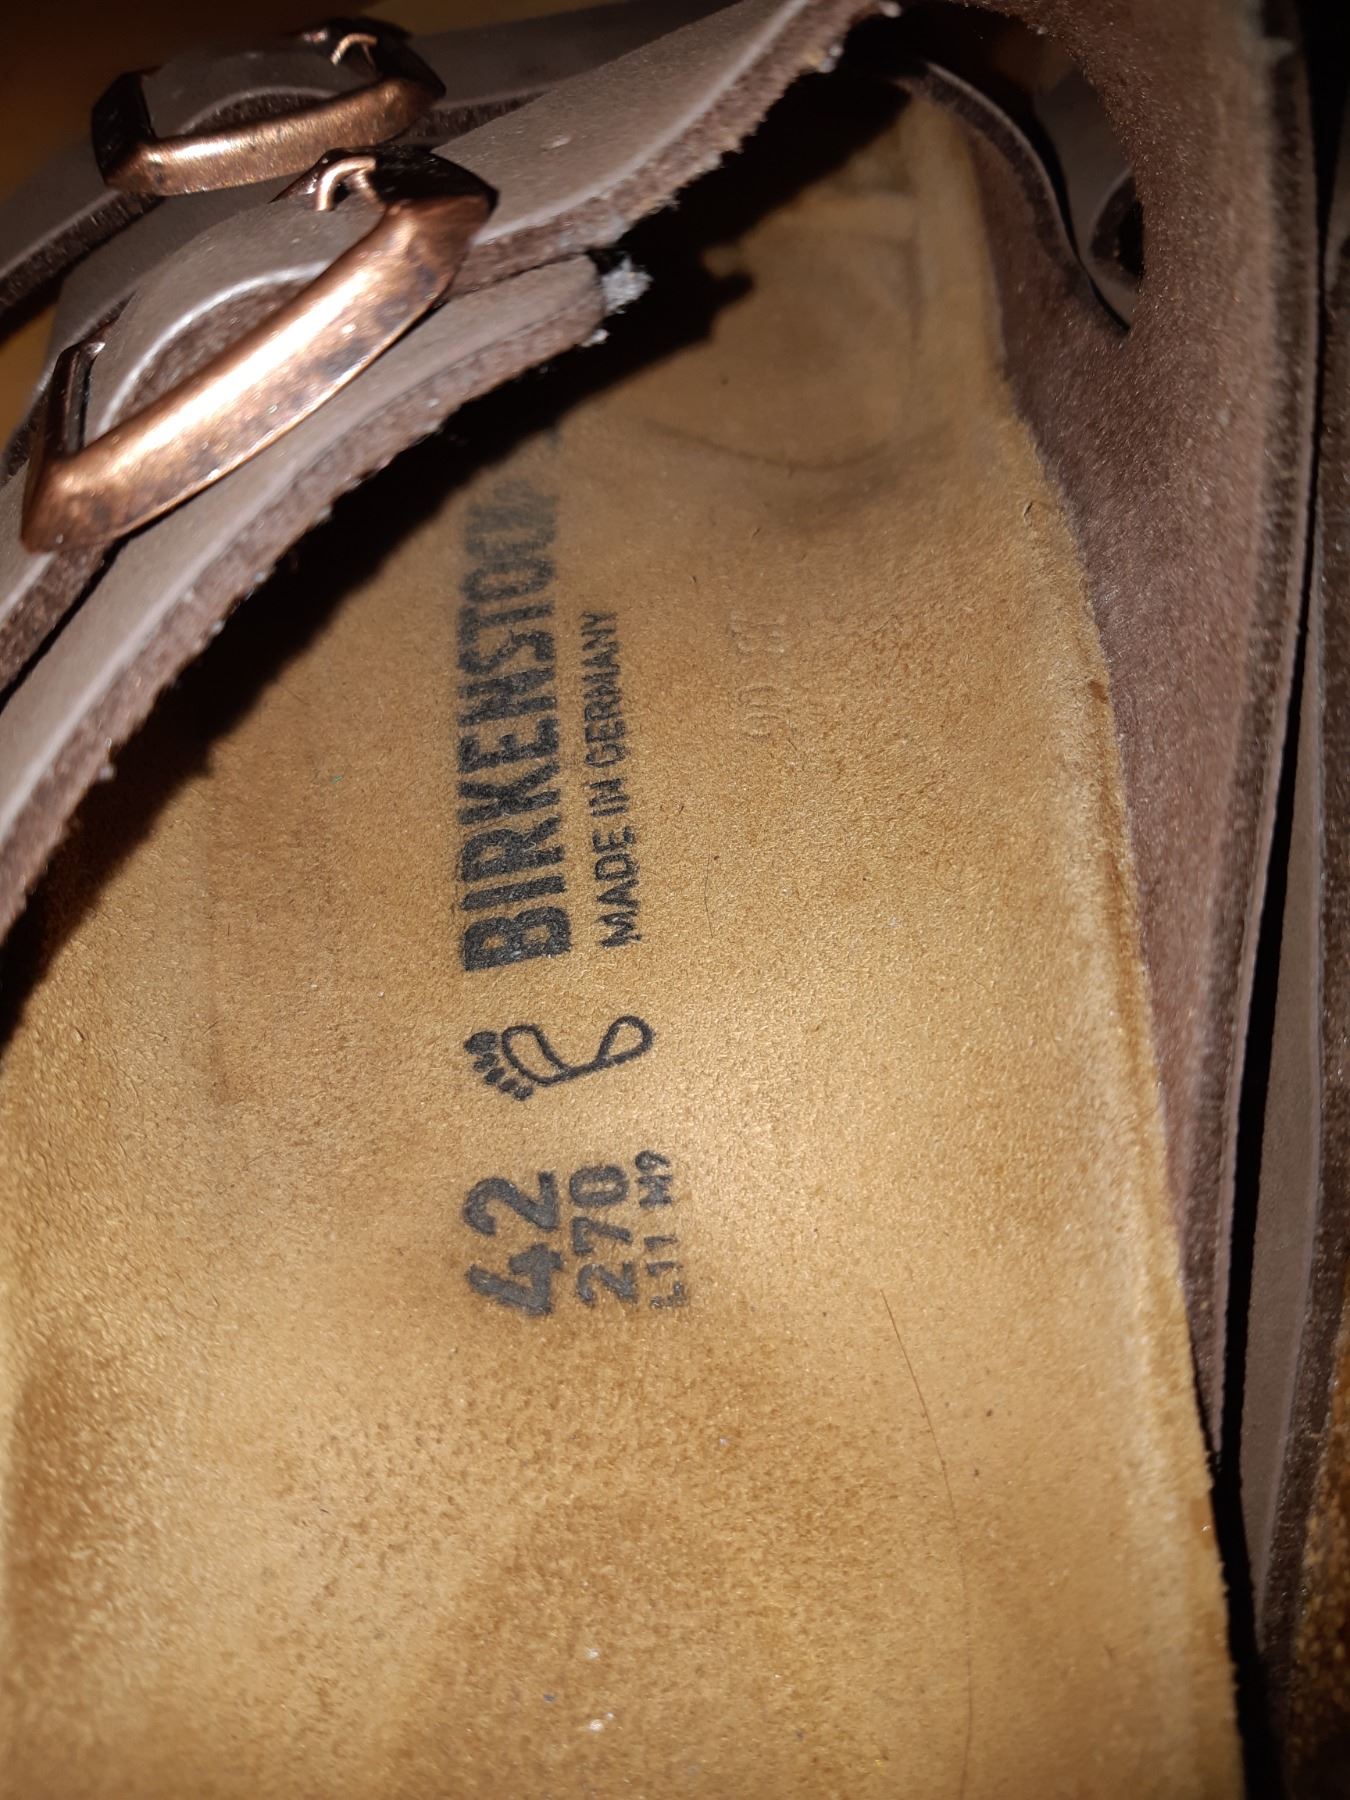 BIRKENSTOCK
MADE IN GERMANY
42
270
L11 M9